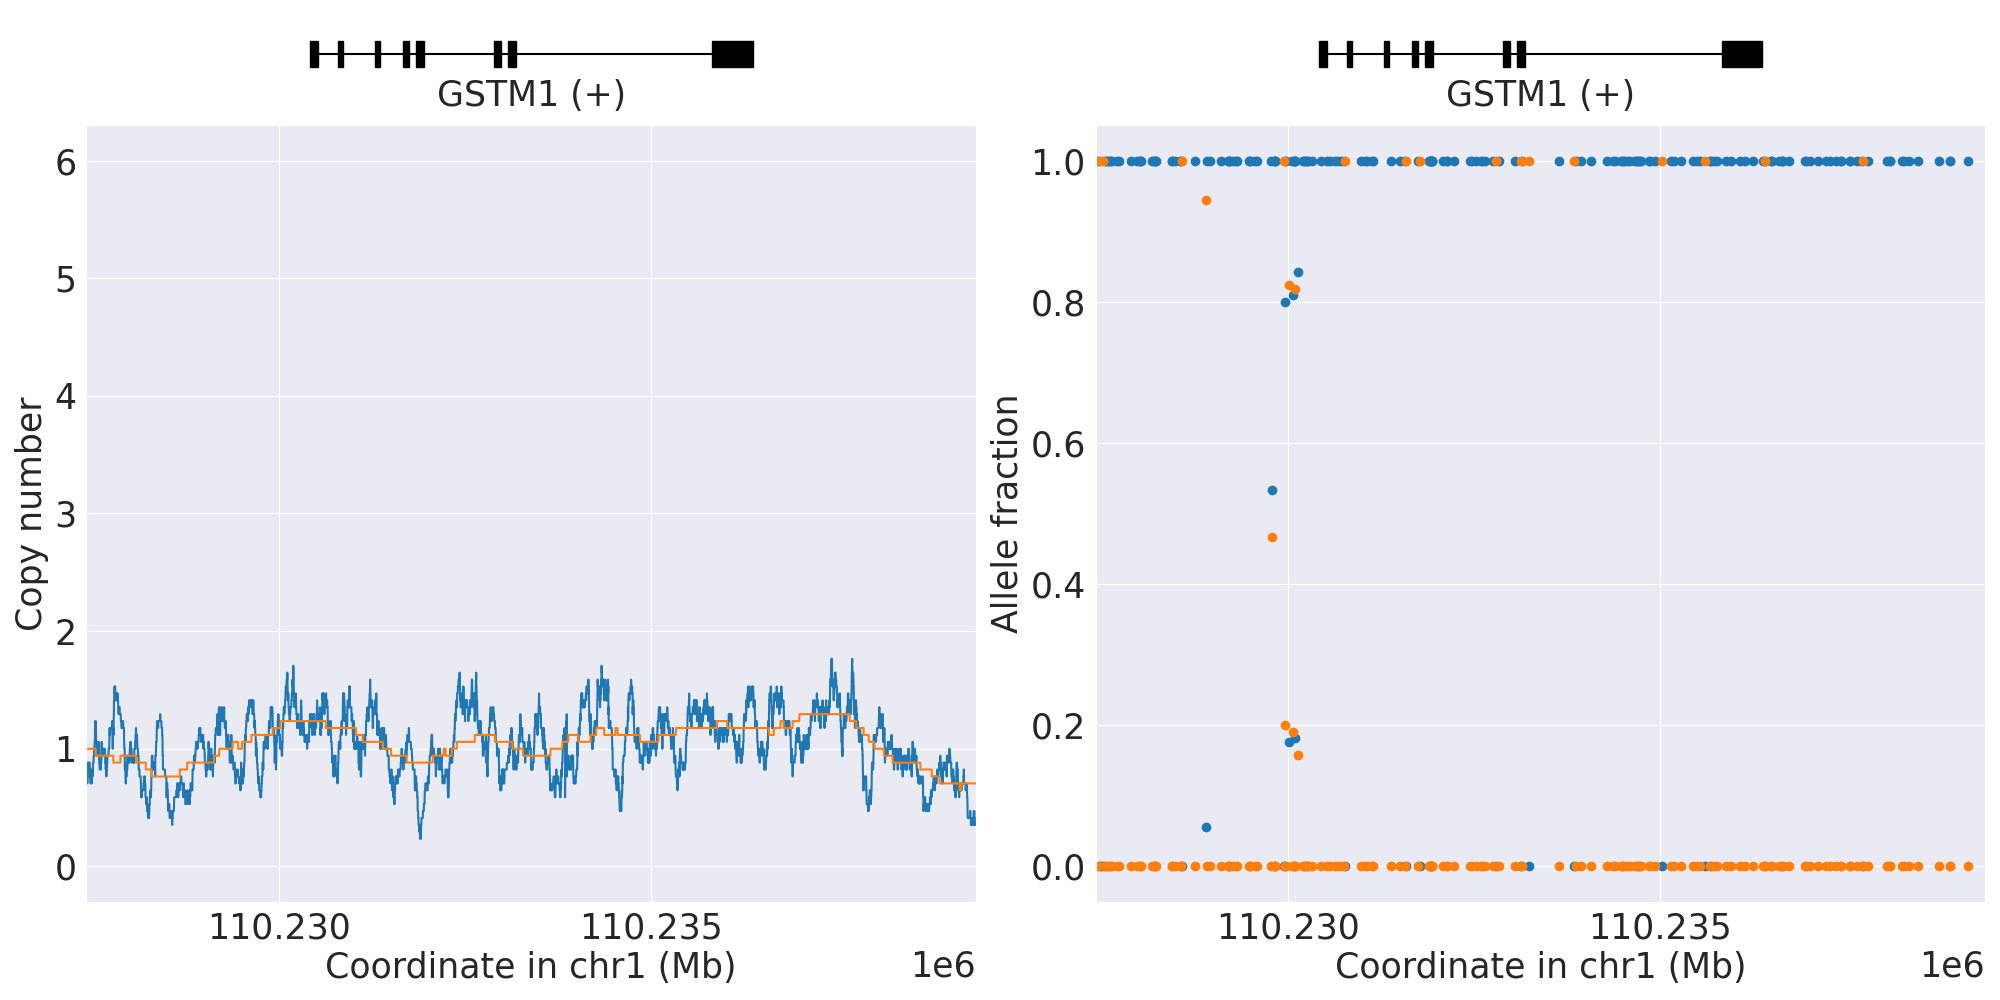 GSTM1 (+)
6
5
4
3
2
1
0
Copy number
110.230
110.235
Coordinate in chr1 (Mb)
1e6
GSTM1 (+)
1.0
0.8
0.6
0.4
0.2
0.0
Allele fraction
110.230
110.235
Coordinate in chr1 (Mb)
1e6